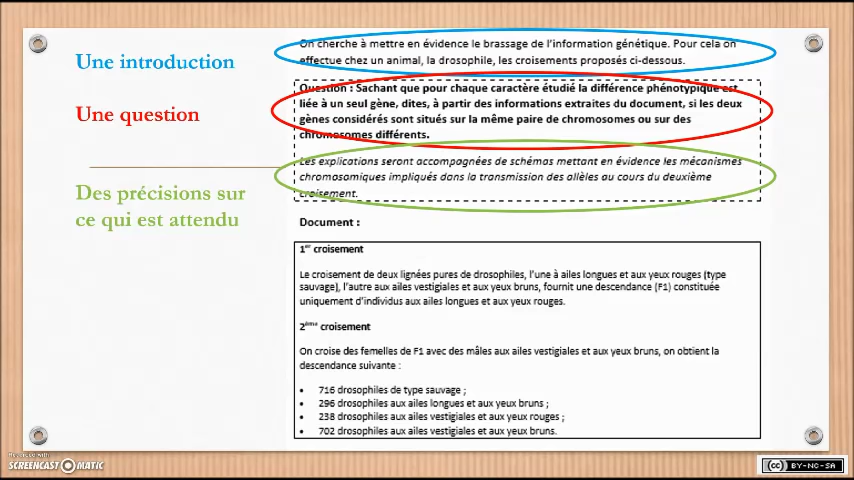 Une introduction
Une question
Des précisions sur
ce qui est attendu
On cherche à mettre en évidence le brassage de l'information génétique. Pour cela on
effectue chez un animal, la drosophile, les croisements proposés ci-dessous.
Question : Sachant que pour chaque caractère étudié la différence phénotypique est
liée à un seul gène, dites, à partir des informations extraites du document, si les deux
gènes considérés sont situés sur la même paire de chromosomes ou sur des
chromosomes différents.
Les explications seront accompagnées de schémas mettant en évidence les mécanismes
chromosomiques impliqués dans la transmission des allèles au cours du deuxième
croisement.
Document :
1er croisement
Le croisement de deux lignées pures de drosophiles, l'une à ailes longues et aux yeux rouges (type
sauvage), l'autre aux ailes vestigiales et aux yeux bruns, fournit une descendance (F1) constituée
uniquement d'individus aux ailes longues et aux yeux rouges.
2ème croisement
On croise des femelles de F1 avec des mâles aux ailes vestigiales et aux yeux bruns, on obtient la
descendance suivante :
• 716 drosophiles de type sauvage ;
• 296 drosophiles aux ailes longues et aux yeux bruns ;
• 238 drosophiles aux ailes vestigiales et aux yeux rouges ;
• 702 drosophiles aux ailes vestigiales et aux yeux bruns.
Recorded with
SCREENCAST MATIC
cc BY-NC-SA